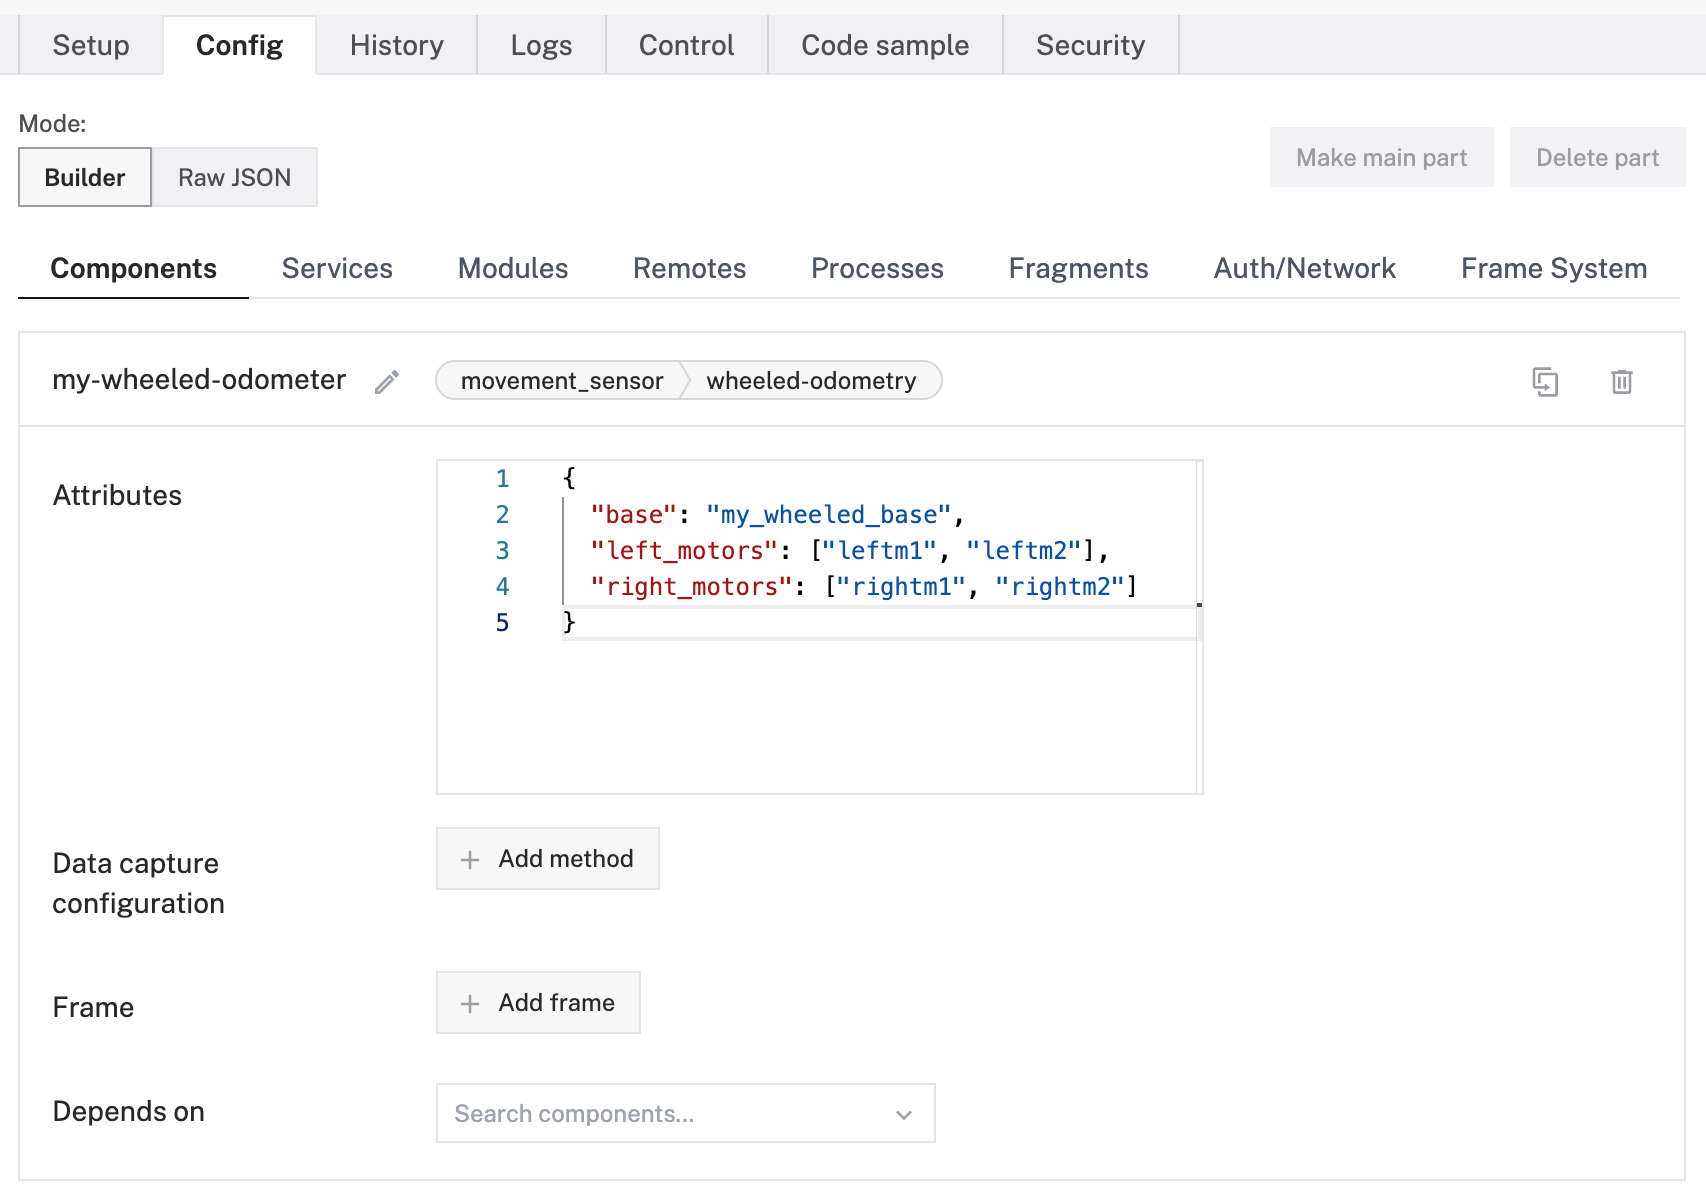 Setup Config History Logs Control Code sample Security
Mode:
Builder Raw JSON
Make main part Delete part
Components Services Modules Remotes Processes Fragments Auth/Network Frame System
my-wheeled-odometer movement_sensor wheeled-odometry
Attributes
1 {
2 "base": "my_wheeled_base",
3 "left_motors": ["leftm1", "leftm2"],
4 "right_motors": ["rightm1", "rightm2"]
5 }
Data capture
configuration
Add method
Frame
Add frame
Depends on
Search components...